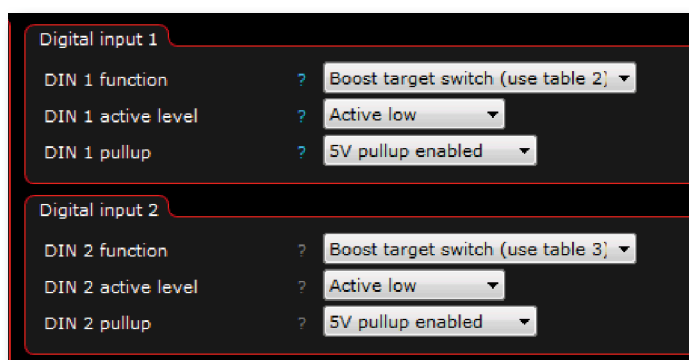 Digital input 1
DIN 1 function ? Boost target switch (use table 2)
DIN 1 active level ? Active low
DIN 1 pullup ? 5V pullup enabled
Digital input 2
DIN 2 function ? Boost target switch (use table 3)
DIN 2 active level ? Active low
DIN 2 pullup ? 5V pullup enabled